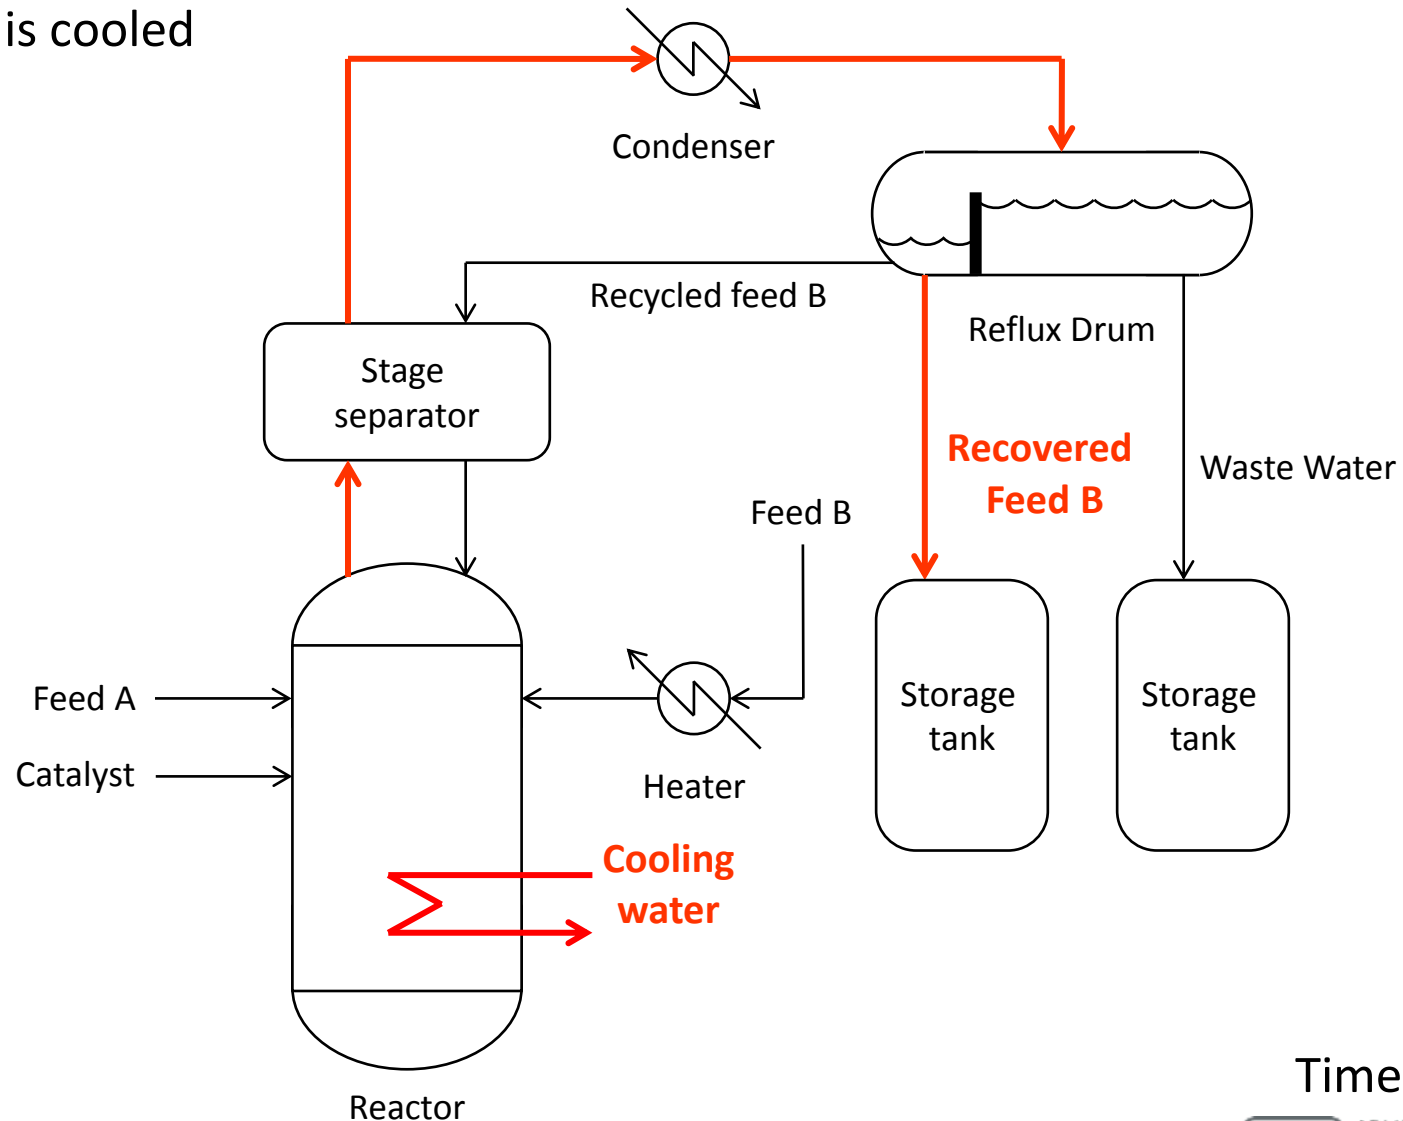 is cooled
Condenser
Recycled feed B
Reflux Drum
Stage
separator
Recovered
Feed B
Waste Water
Feed B
Feed A
Storage
tank
Storage
tank
Catalyst
Heater
Cooling
water
Time
Reactor